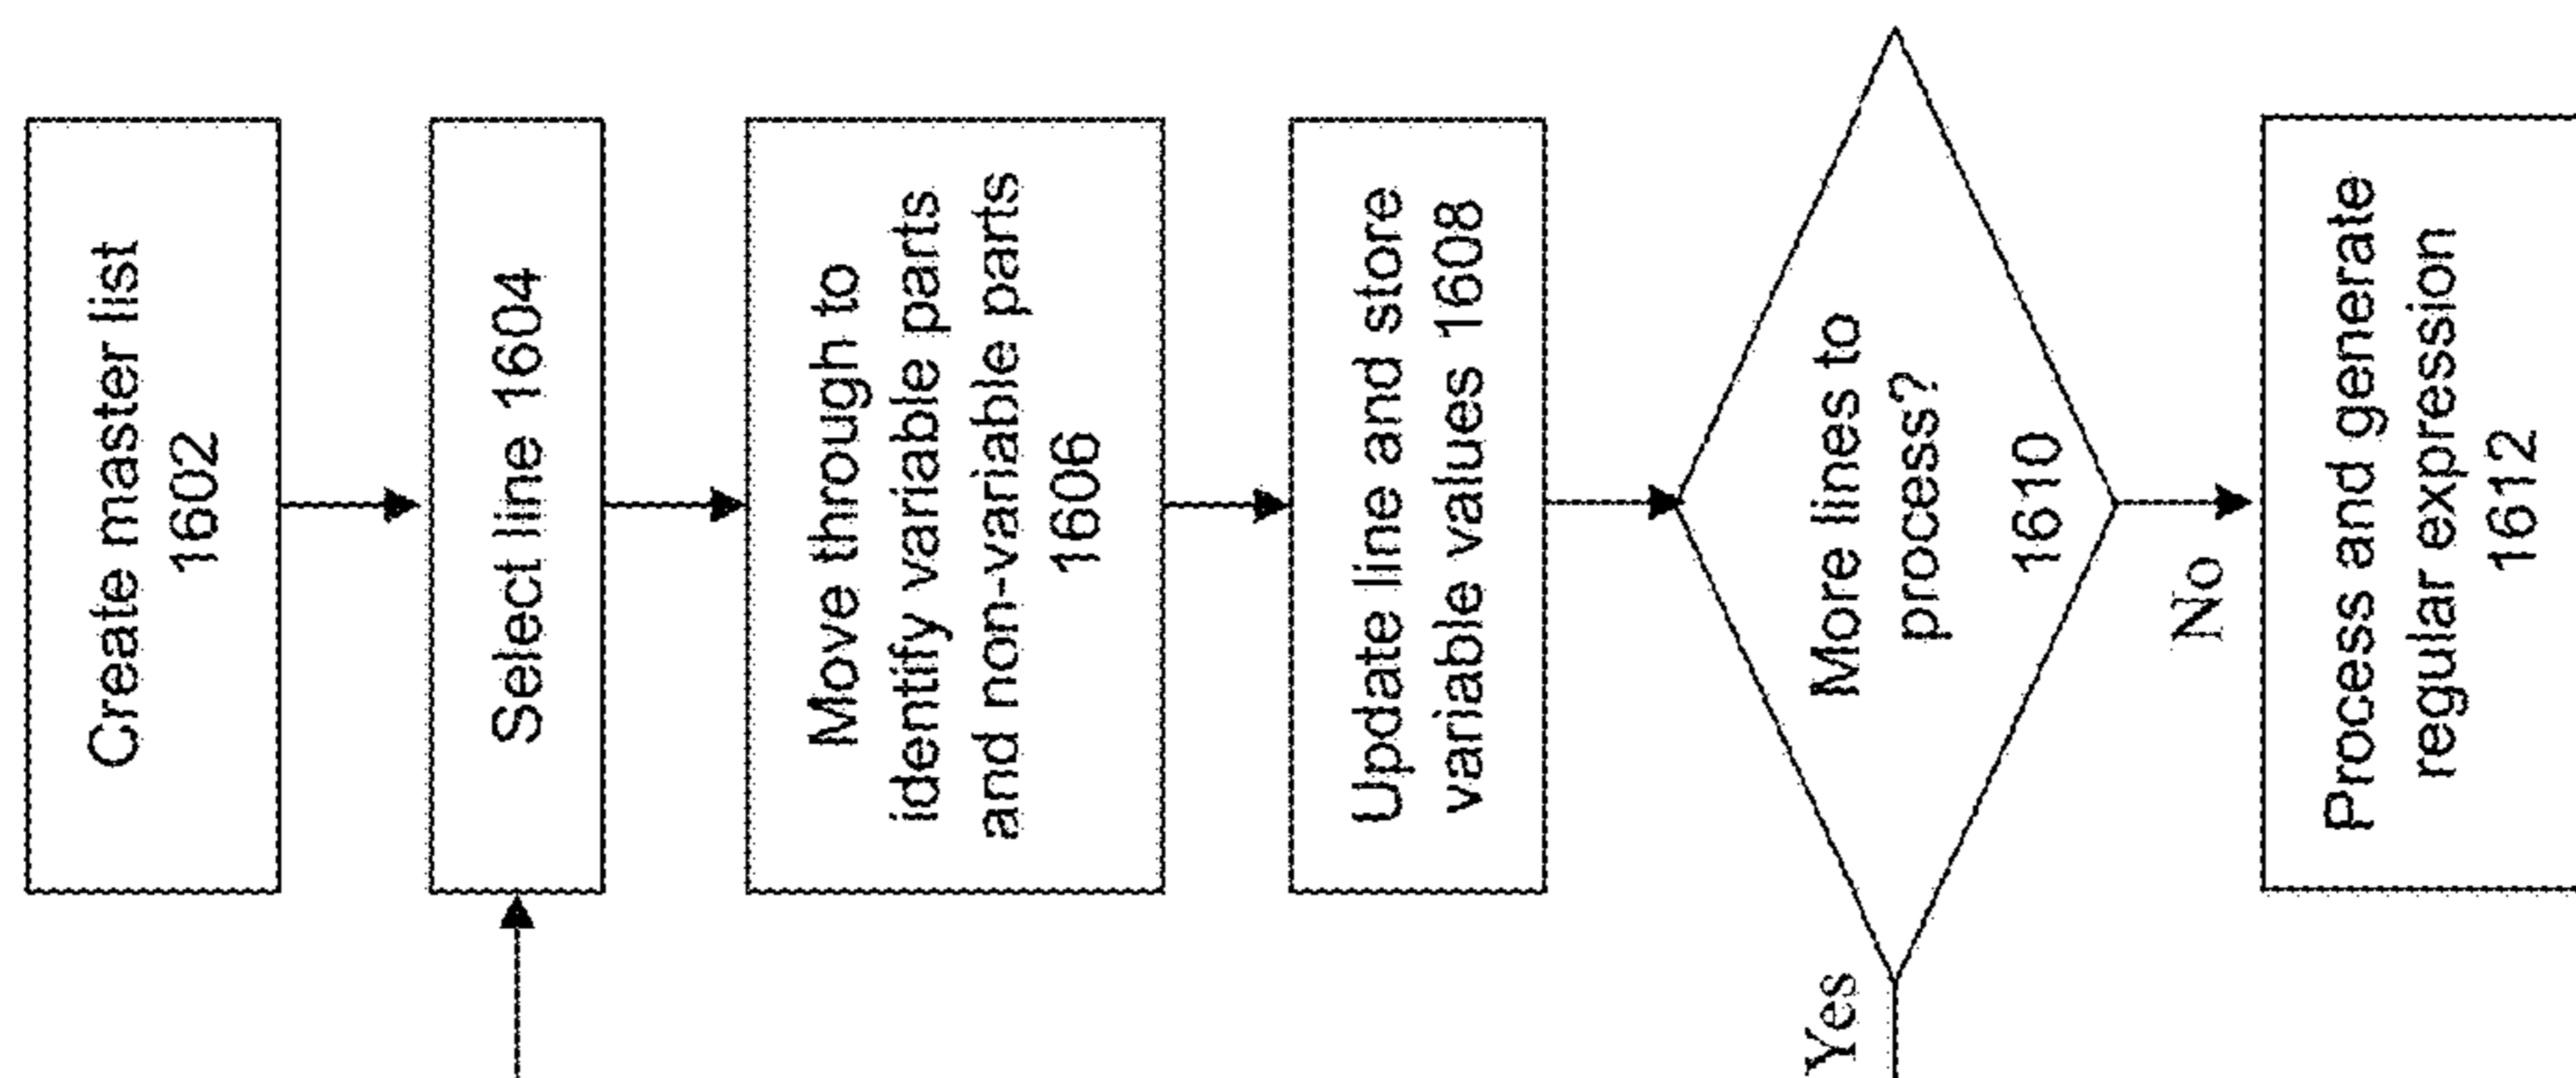 Create master list
1602
Select line 1604
Move through to
identify variable parts
and non-variable parts
1606
Update line and store
variable values 1608
More lines to
process?
1610
Yes
No
Process and generate
regular expression
1612